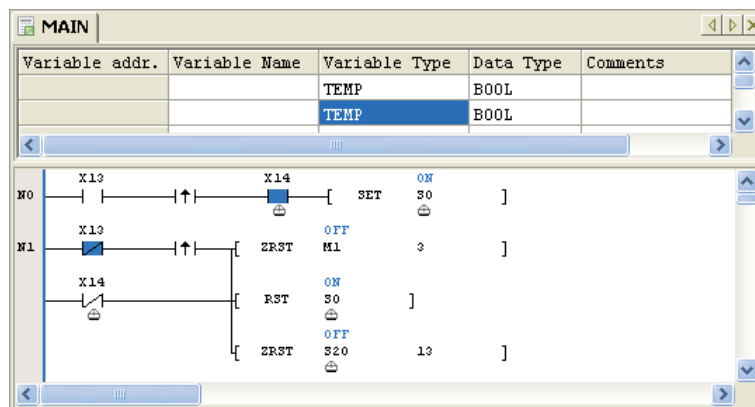 MAIN
Variable addr. Variable Name Variable Type Data Type Comments
TEMP BOOL
TEMP BOOL
X13 X14 ON
N0 SET S0
X13 OFF
N1 ZRST M1 3
X14 ON
RST S0
OFF
ZRST S20 13